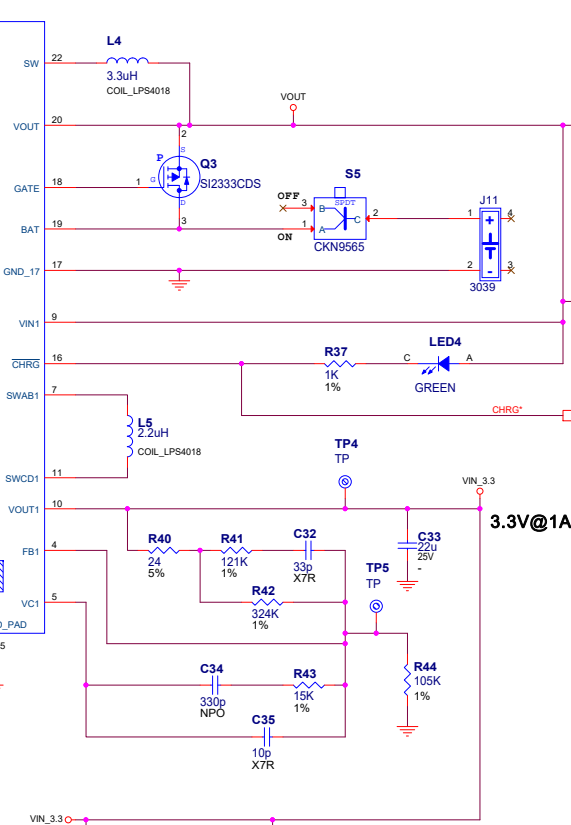 L4
SW 22
3.3uH
COIL_LPS4018
VOUT
VOUT 20
2
S
P
Q3
G
SI2333CDS
GATE 18
1
D
3
S5
OFF
3
B
SPDT
C
2
BAT 19
1
A
ON
CKN9565
J11
1
+
4
GND_17 17
2
-
3
3039
VIN1 9
LED4
CHRG 16
R37
C
A
1K
1%
GREEN
SWAB1 7
CHRG*
L5
2.2uH
COIL_LPS4018
TP4
TP
SWCD1 11
VIN_3.3
VOUT1 10
3.3V@1A
R40
24
5%
R41
121K
1%
C32
33p
X7R
C33
22u
25V
-
FB1 4
TP5
TP
R42
324K
1%
VC1 5
_PAD
5
C34
330p
NPO
R43
15K
1%
R44
105K
1%
C35
10p
X7R
VIN_3.3